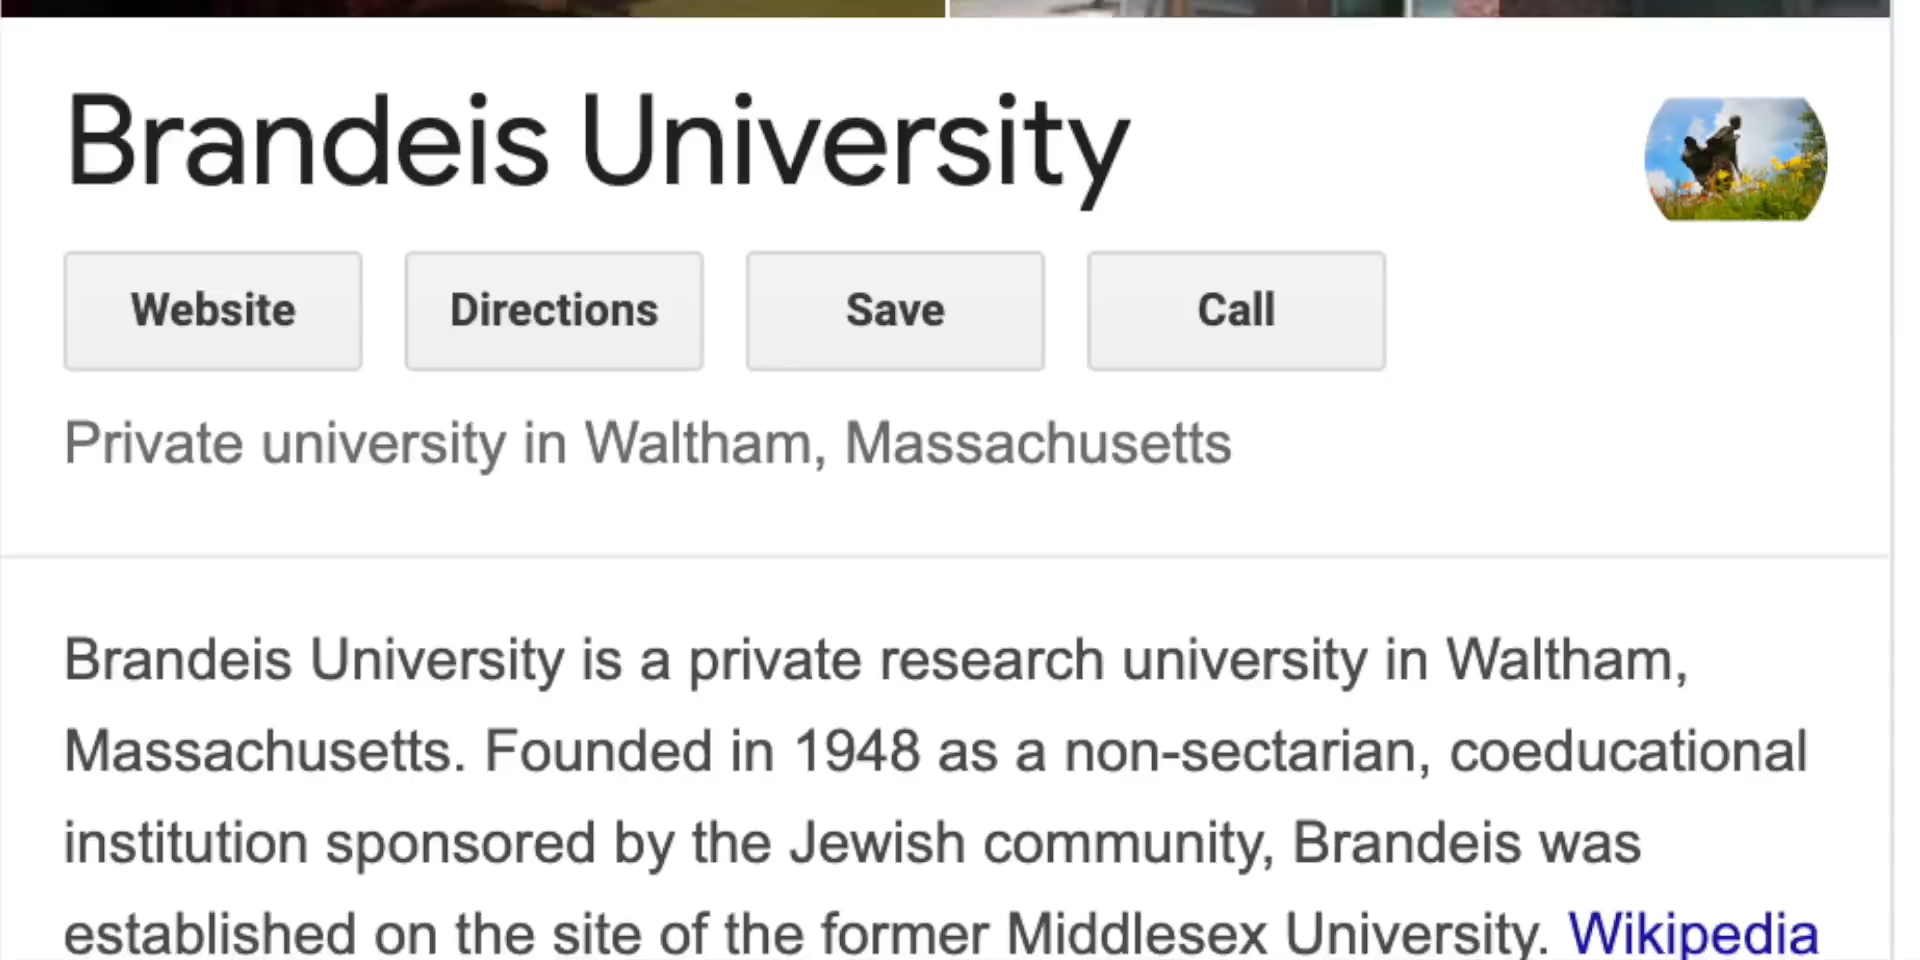 Brandeis University
Website Directions Save Call
Private university in Waltham, Massachusetts
Brandeis University is a private research university in Waltham,
Massachusetts. Founded in 1948 as a non-sectarian, coeducational
institution sponsored by the Jewish community, Brandeis was
established on the site of the former Middlesex University. Wikipedia